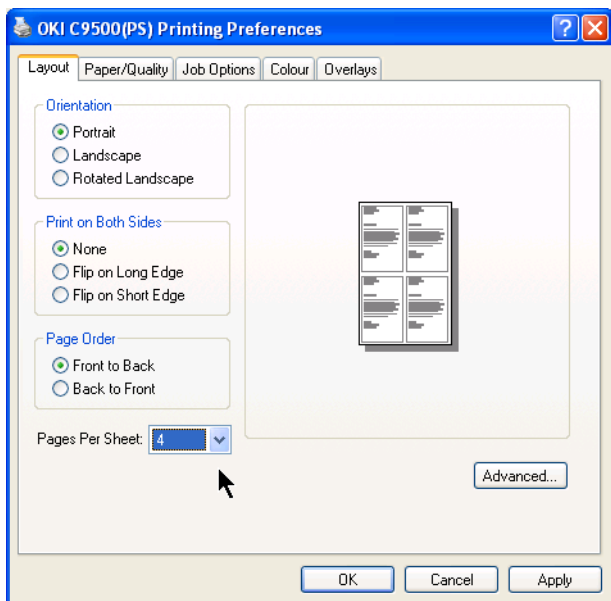 OKI C9500(PS) Printing Preferences
Layout Paper/Quality Job Options Colour Overlays
Orientation
Portrait
Landscape
Rotated Landscape
Print on Both Sides
None
Flip on Long Edge
Flip on Short Edge
Page Order
Front to Back
Back to Front
Pages Per Sheet: 4
Advanced...
OK Cancel Apply